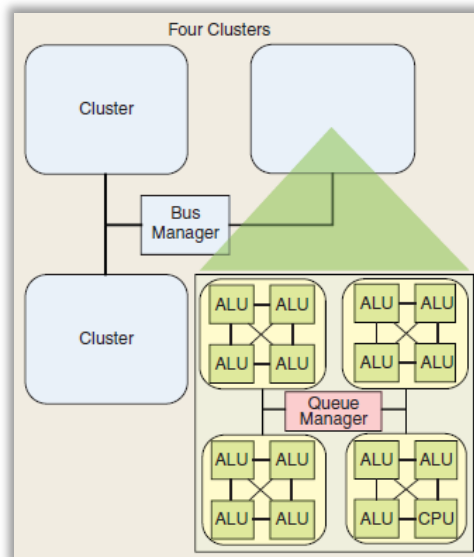 Four Clusters
Cluster
Bus
Manager
Cluster
ALU ALU ALU ALU
ALU ALU ALU ALU
Queue
Manager
ALU ALU ALU ALU
ALU ALU ALU CPU